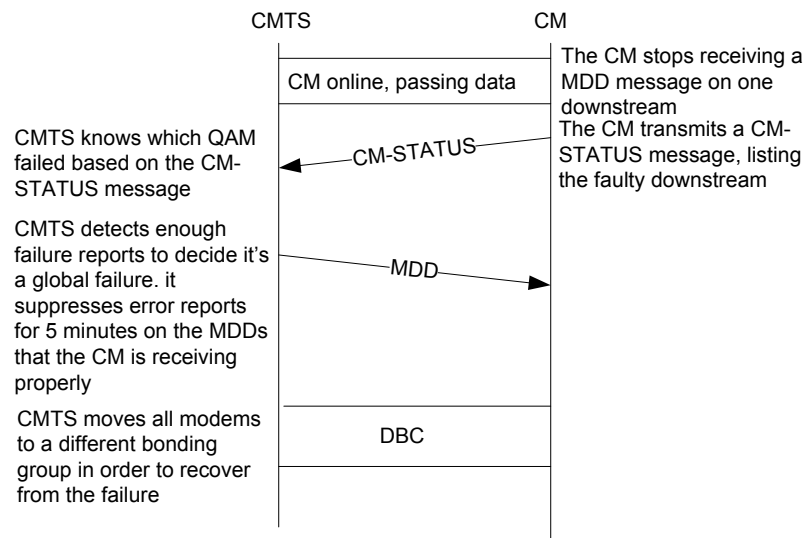 CMTS
CM
The CM stops receiving a
MDD message on one
downstream
CM online, passing data
The CM transmits a CM-
STATUS message, listing
the faulty downstream
CM-STATUS
CMTS knows which QAM
failed based on the CM-
STATUS message
CMTS detects enough
failure reports to decide it's
a global failure. it
suppresses error reports
for 5 minutes on the MDDs
that the CM is receiving
properly
MDD
CMTS moves all modems
to a different bonding
group in order to recover
from the failure
DBC